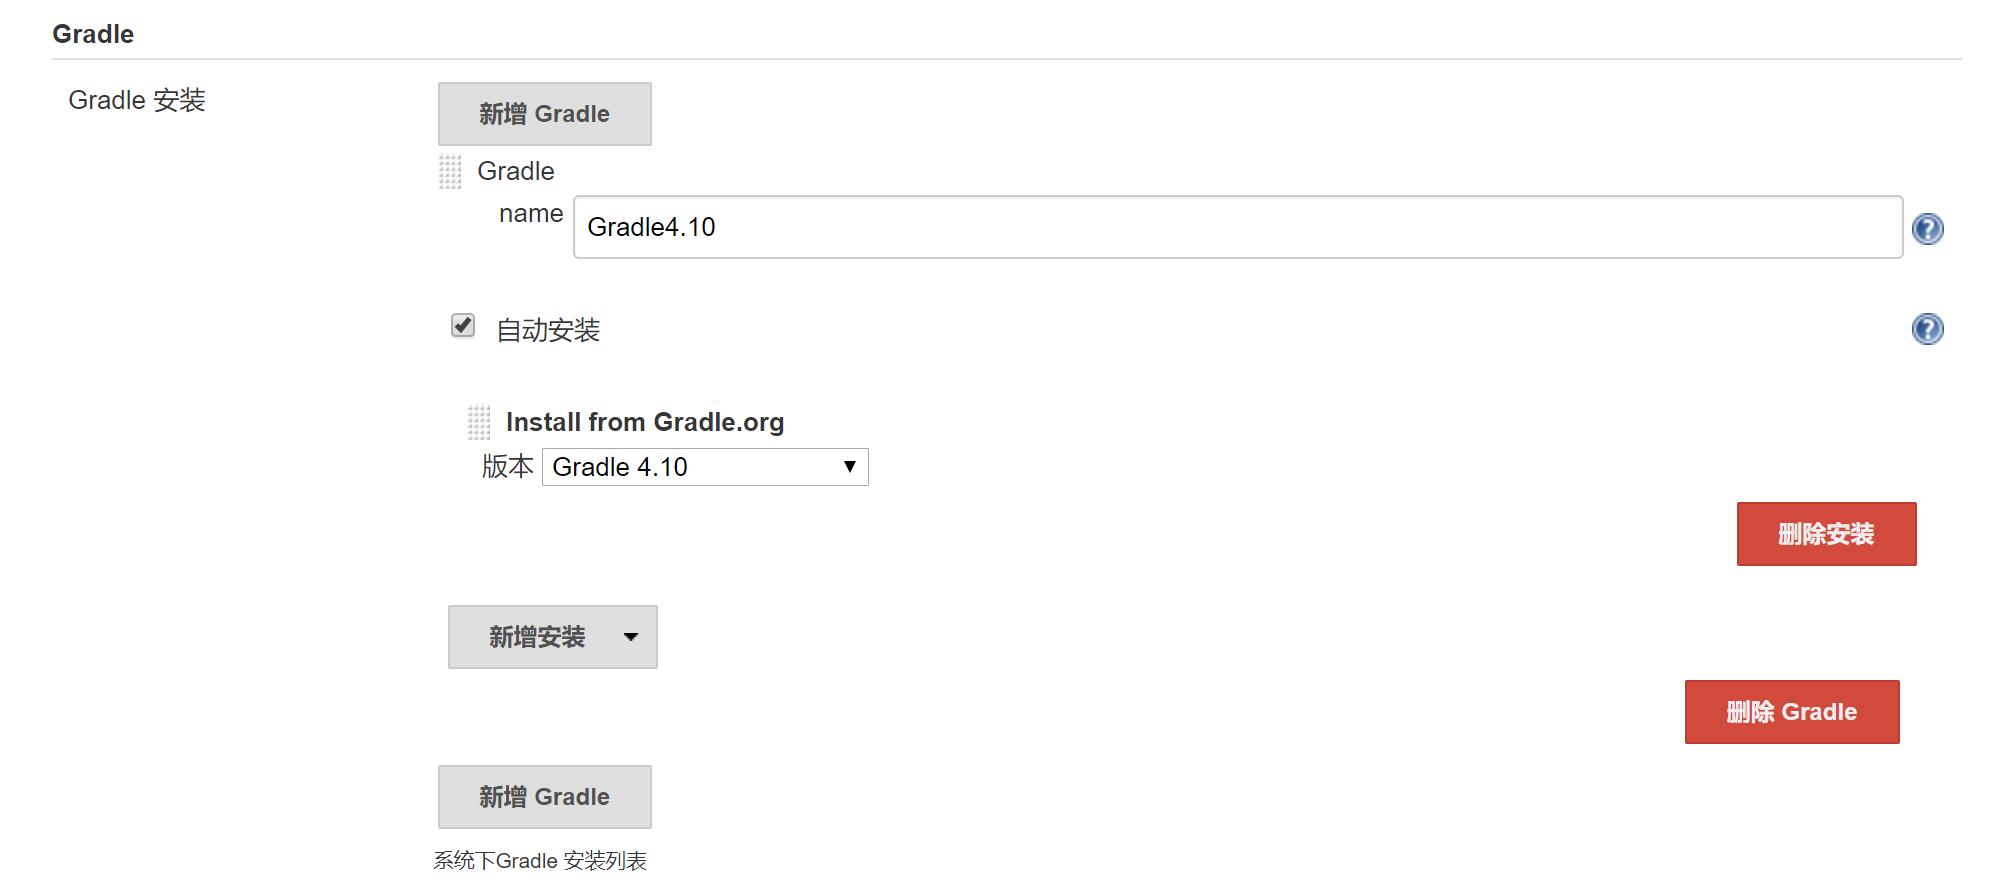 Gradle
Gradle 安装
新增 Gradle
Gradle
name
Gradle4.10
自动安装
Install from Gradle.org
版本
Gradle 4.10
删除安装
新增安装
删除 Gradle
新增 Gradle
系统下Gradle 安装列表